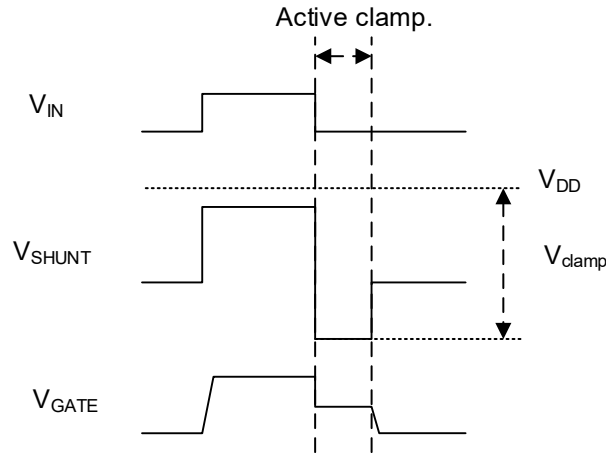 Active clamp.
V_IN
V_DD
V_SHUNT
V_clamp
V_GATE